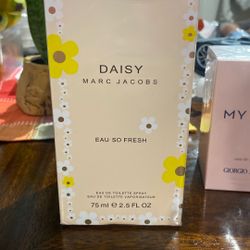 DAISY
MARC JACOBS
EAU SO FRESH
EAU DE TOILETTE SPRAY
EAU DE TOILETTE VAPORISATEUR
75 ml ℮ 2.5 FL OZ
MY
GIORGIO